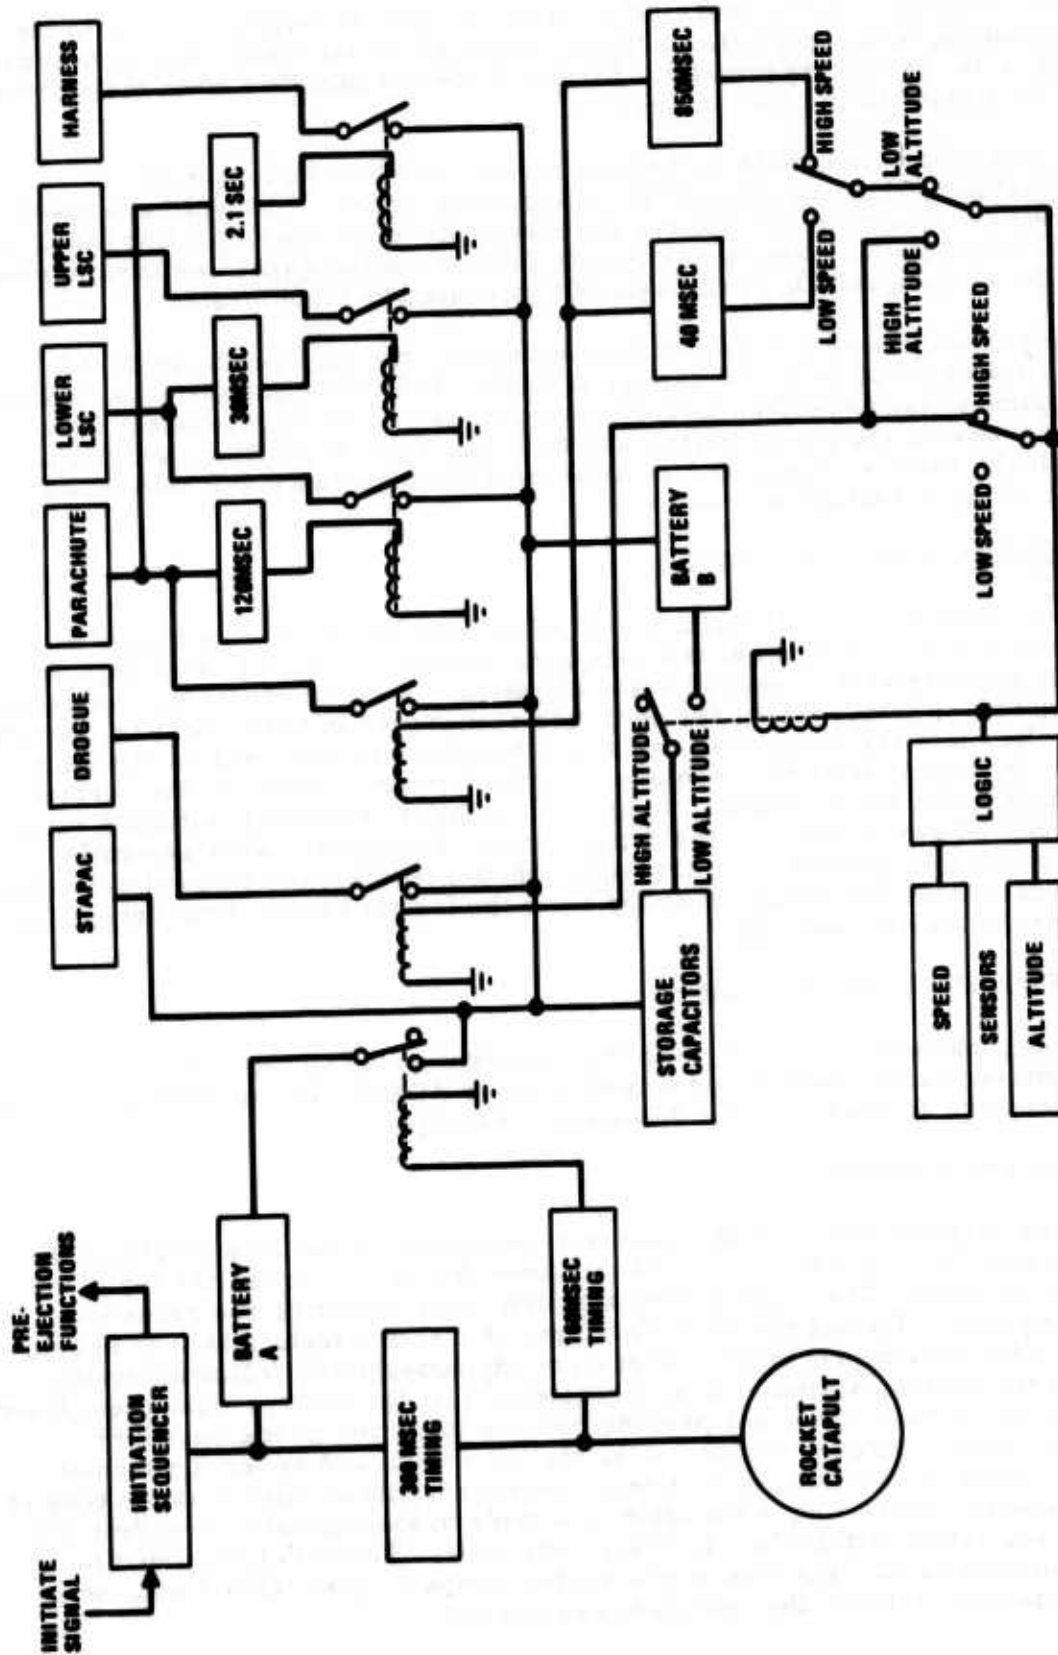 INITIATE
SIGNAL
PRE-
EJECTION
FUNCTIONS
INITIATION
SEQUENCER
BATTERY
A
300 MSEC
TIMING
160MSEC
TIMING
ROCKET
CATAPULT
STAPAC
DROGUE
PARACHUTE
LOWER
LSC
UPPER
LSC
HARNESS
120MSEC
30MSEC
2.1 SEC
STORAGE
CAPACITORS
HIGH ALTITUDE
LOW ALTITUDE
BATTERY
B
40 MSEC
850MSEC
LOW SPEED
HIGH SPEED
HIGH
ALTITUDE
LOW
ALTITUDE
LOW SPEED
HIGH SPEED
SPEED
SENSORS
ALTITUDE
LOGIC